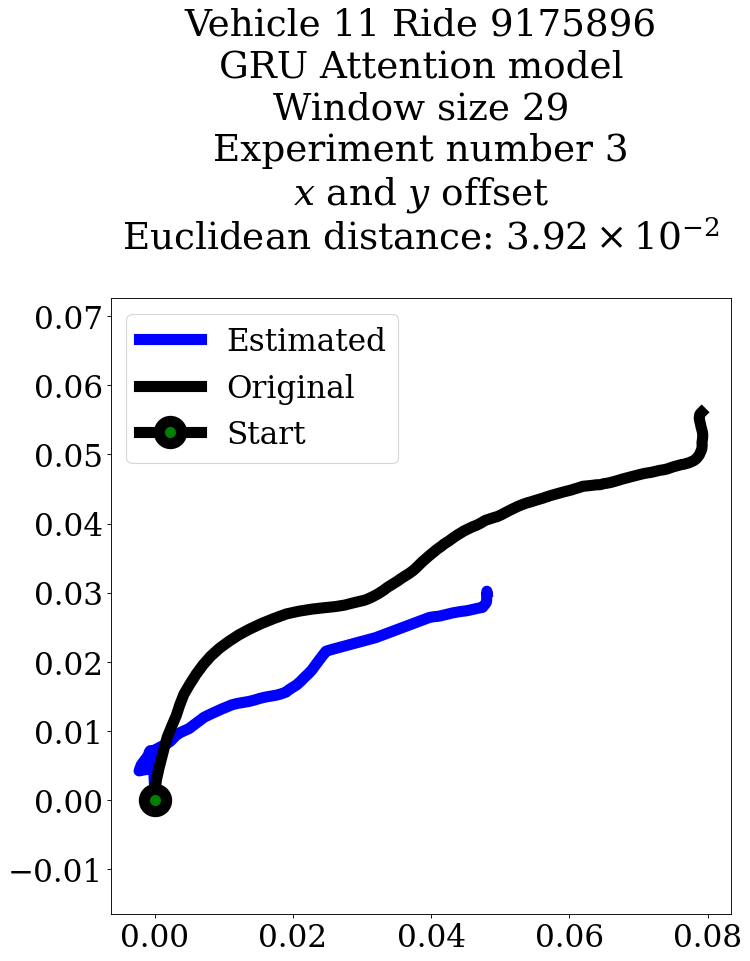 Vehicle 11 Ride 9175896
GRU Attention model
Window size 29
Experiment number 3
x and y offset
Euclidean distance: 3.92 × 10⁻²
0.07
0.06
0.05
0.04
0.03
0.02
0.01
0.00
−0.01
Estimated
Original
Start
0.00 0.02 0.04 0.06 0.08